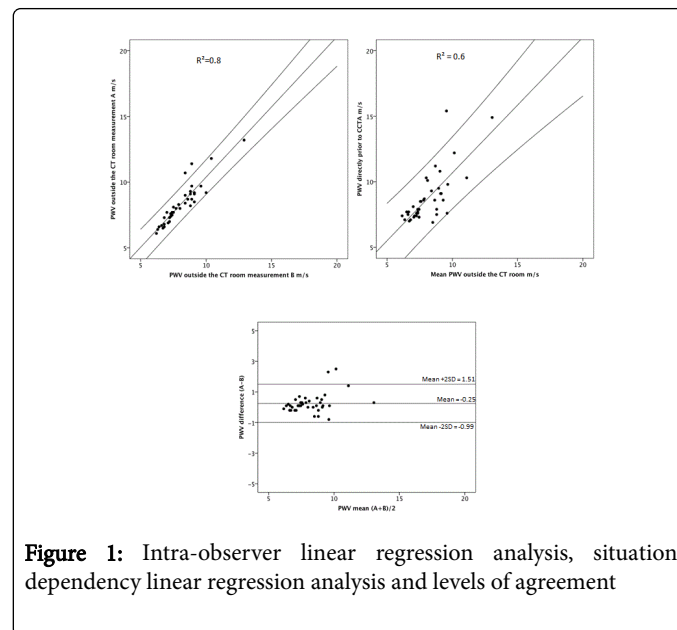 R²=0.8
20
15
10
5
PWV outside the CT room measurement A m/s
5 10 15 20
PWV outside the CT room measurement B m/s
R² = 0.6
20
15
10
5
PWV directly prior to CCTA m/s
5 10 15 20
Mean PWV outside the CT room m/s
5
3
1
-1
-3
-5
PWV difference (A-B)
Mean +2SD = 1.51
Mean = -0.25
Mean -2SD = -0.99
5 10 15 20
PWV mean (A+B)/2
Figure 1: Intra-observer linear regression analysis, situation
dependency linear regression analysis and levels of agreement